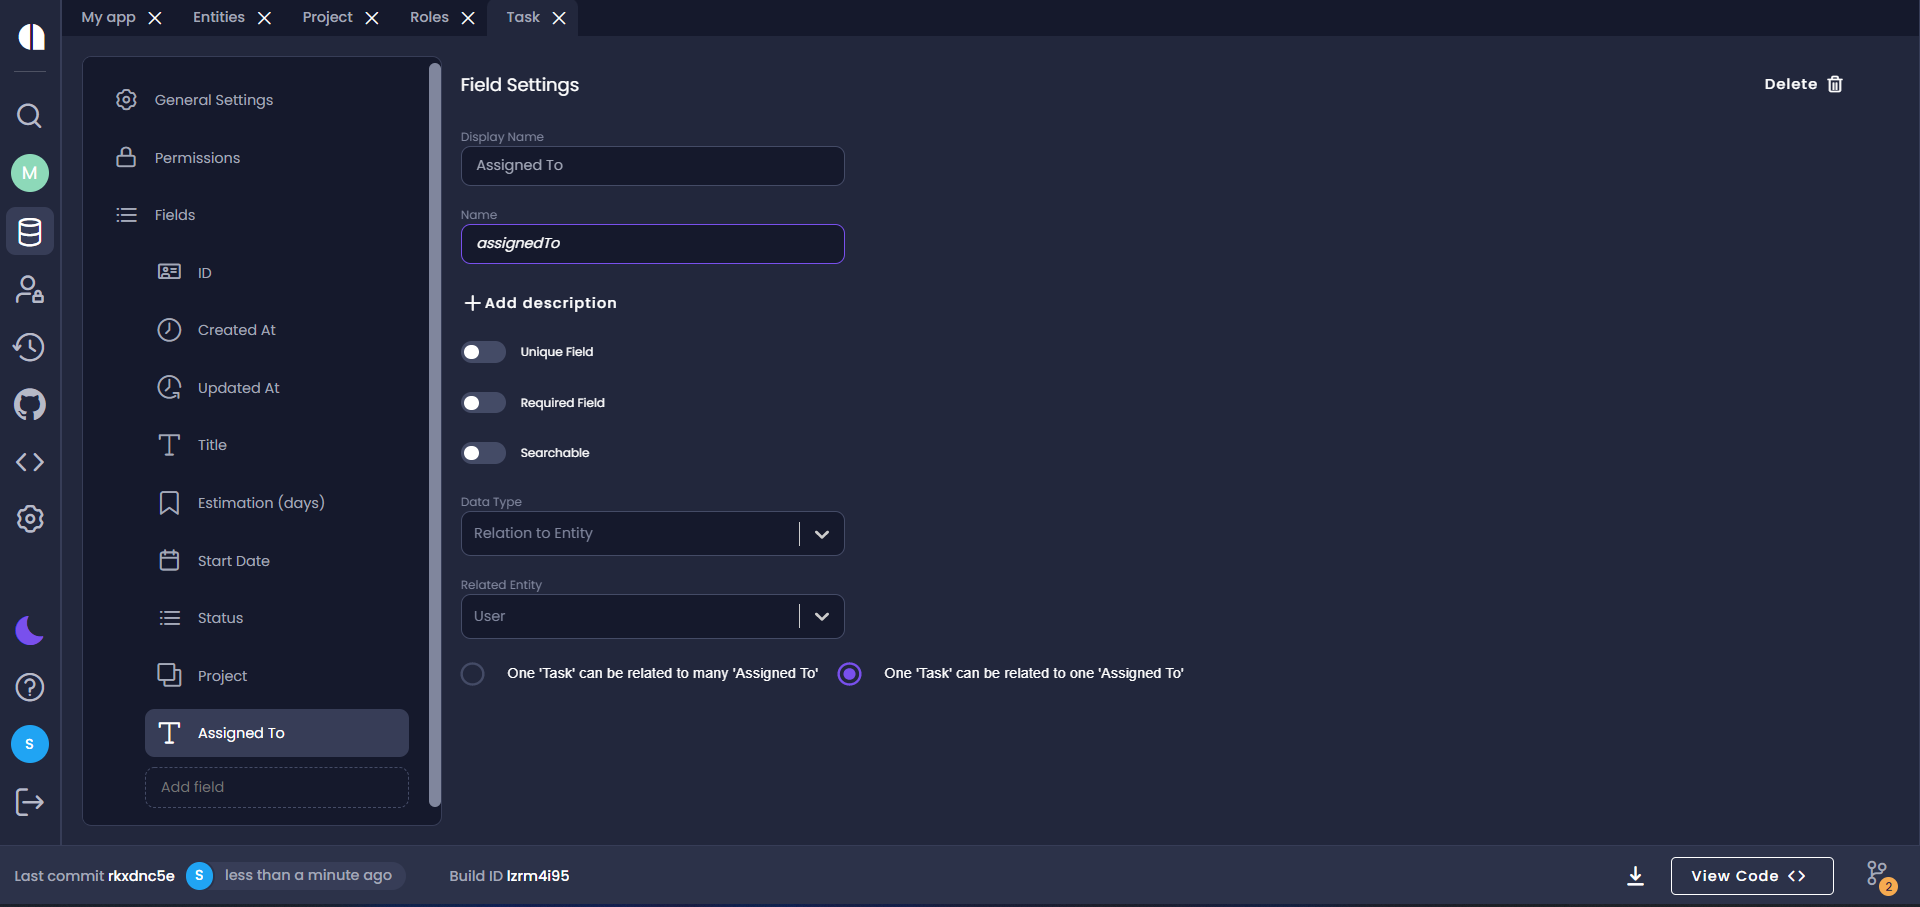 My app
Entities
Project
Roles
Task
General Settings
Permissions
Fields
ID
Created At
Updated At
Title
Estimation (days)
Start Date
Status
Project
Assigned To
Add field
Field Settings
Delete
Display Name
Assigned To
Name
assignedTo
Add description
Unique Field
Required Field
Searchable
Data Type
Relation to Entity
Related Entity
User
One 'Task' can be related to many 'Assigned To'
One 'Task' can be related to one 'Assigned To'
M
S
Last commit rkxdnc5e S less than a minute ago
Build ID lzrm4i95
View Code <>
2